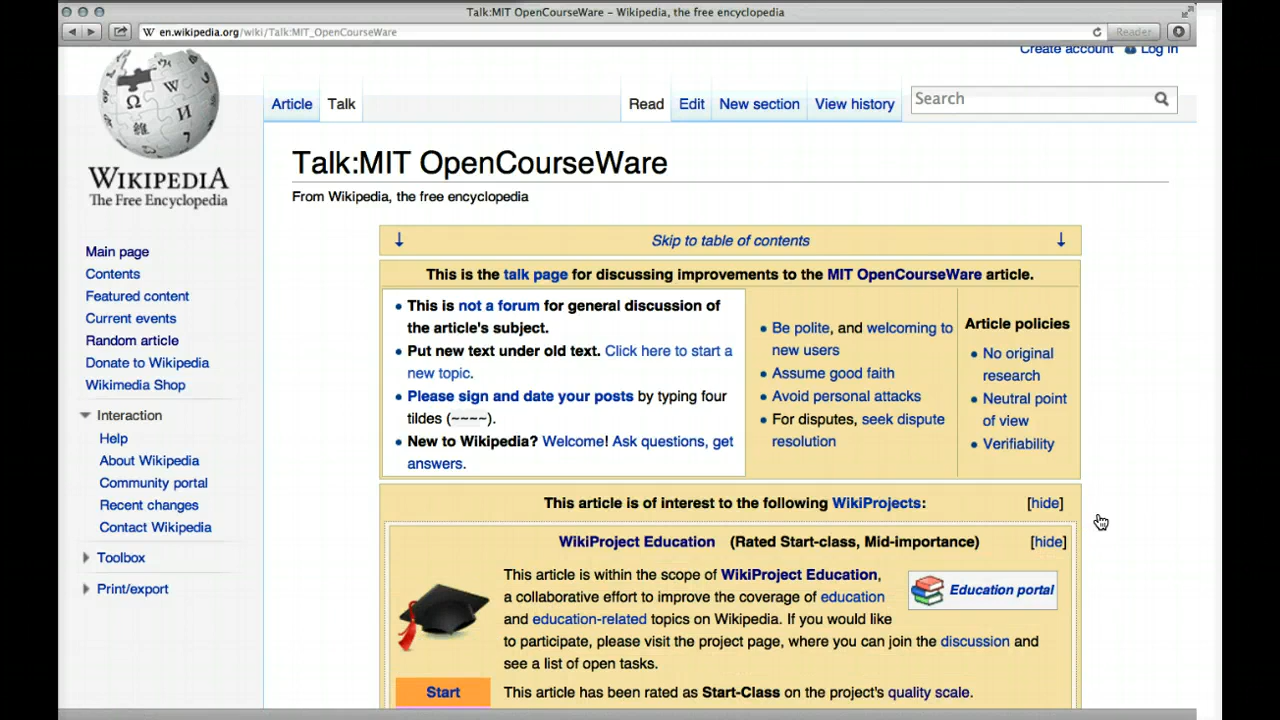 Talk:MIT OpenCourseWare – Wikipedia, the free encyclopedia
W en.wikipedia.org/wiki/Talk:MIT_OpenCourseWare
Reader
Create account Log in
Article Talk Read Edit New section View history Search
WIKIPEDIA
The Free Encyclopedia
Main page
Contents
Featured content
Current events
Random article
Donate to Wikipedia
Wikimedia Shop
Interaction
Help
About Wikipedia
Community portal
Recent changes
Contact Wikipedia
Toolbox
Print/export
Talk:MIT OpenCourseWare
From Wikipedia, the free encyclopedia
↓ Skip to table of contents ↓
This is the talk page for discussing improvements to the MIT OpenCourseWare article.
• This is not a forum for general discussion of
the article's subject.
• Put new text under old text. Click here to start a
new topic.
• Please sign and date your posts by typing four
tildes (~~~~).
• New to Wikipedia? Welcome! Ask questions, get
answers.
• Be polite, and welcoming to
new users
• Assume good faith
• Avoid personal attacks
• For disputes, seek dispute
resolution
Article policies
• No original
research
• Neutral point
of view
• Verifiability
This article is of interest to the following WikiProjects: [hide]
WikiProject Education (Rated Start-class, Mid-importance) [hide]
This article is within the scope of WikiProject Education,
a collaborative effort to improve the coverage of education
and education-related topics on Wikipedia. If you would like
to participate, please visit the project page, where you can join the discussion and
see a list of open tasks.
Education portal
Start This article has been rated as Start-Class on the project's quality scale.